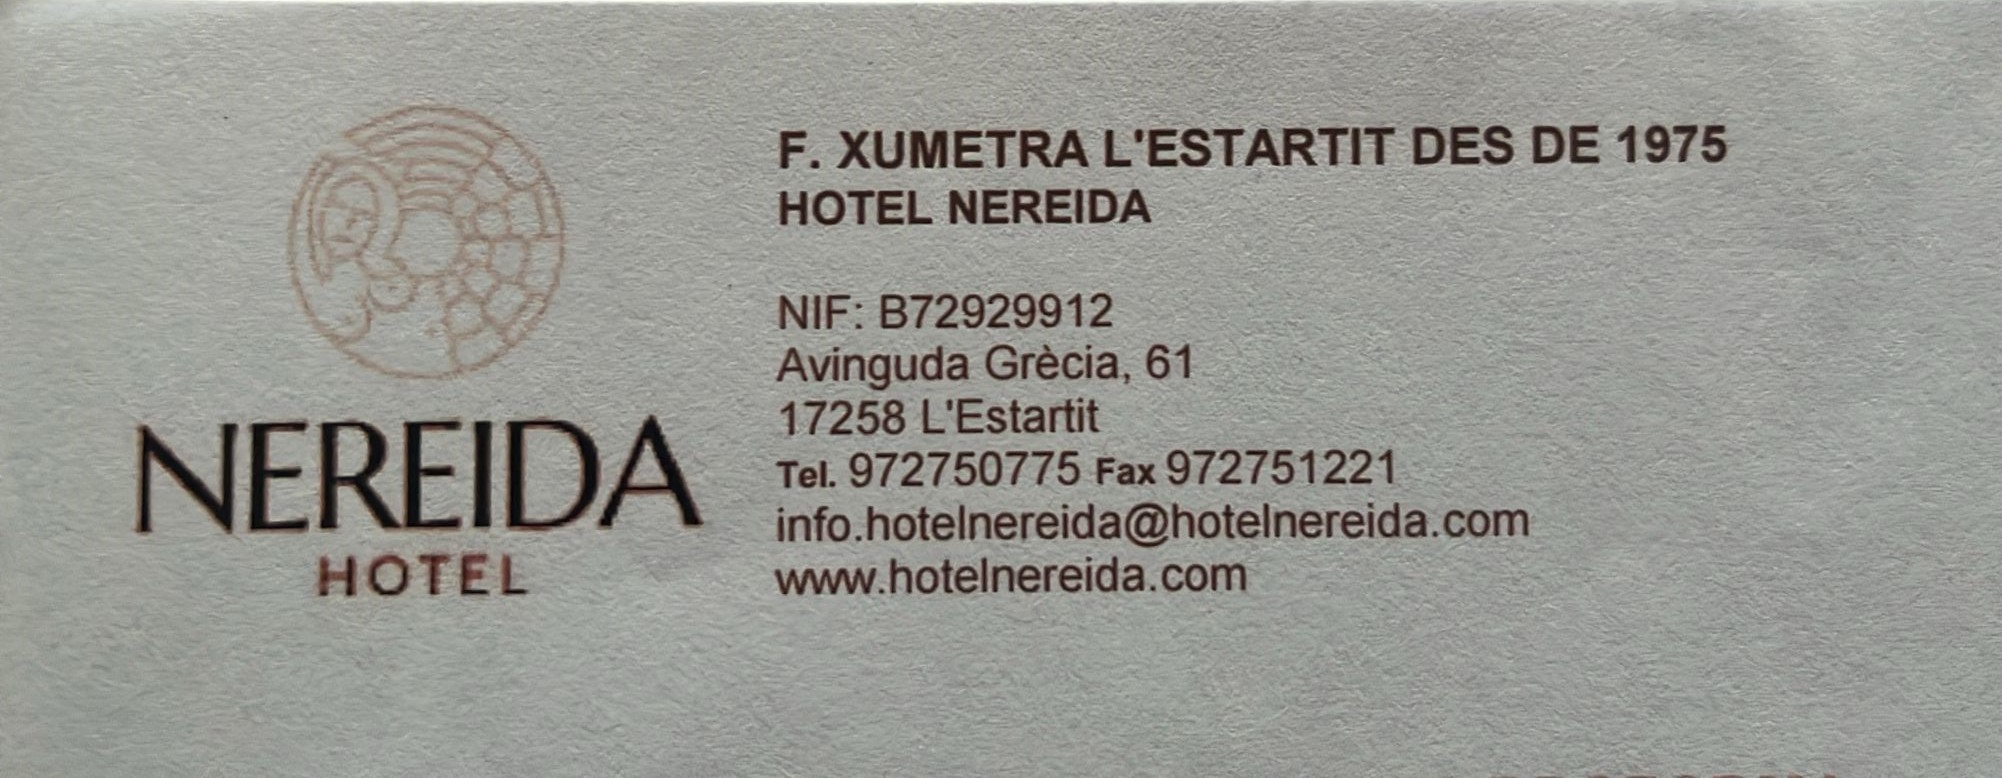 NEREIDA
HOTEL
F. XUMETRA L'ESTARTIT DES DE 1975
HOTEL NEREIDA
NIF: B72929912
Avinguda Grècia, 61
17258 L'Estartit
Tel. 972750775 Fax 972751221
info.hotelnereida@hotelnereida.com
www.hotelnereida.com